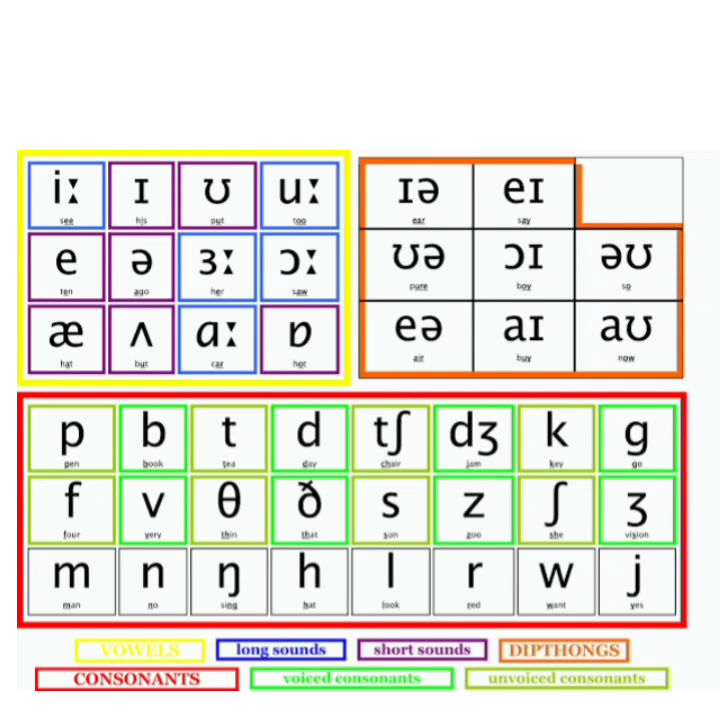 iː ɪ ʊ uː ɪə eɪ
see his put too ear say
e ə ɜː ɔː ʊə ɔɪ əʊ
ten ago her saw pure boy so
æ ʌ ɑː ɒ eə aɪ aʊ
hat but car hot air buy now
p b t d tʃ dʒ k g
pen book tea day chair jam key go
f v θ ð s z ʃ ʒ
four very thin that sun zoo she vision
m n ŋ h l r w j
man no sing hat look red want yes
VOWELS long sounds short sounds DIPTHONGS
CONSONANTS voiced consonants unvoiced consonants